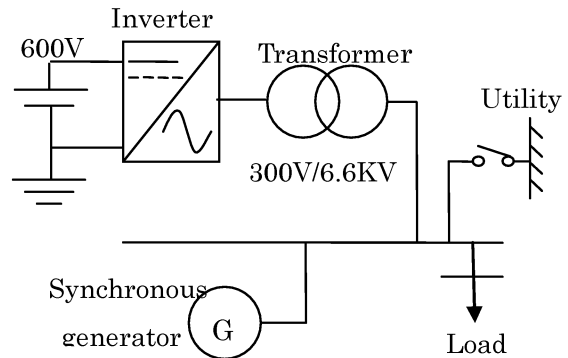 Inverter
600V
Transformer
Utility
300V/6.6KV
Synchronous
generator
G
Load